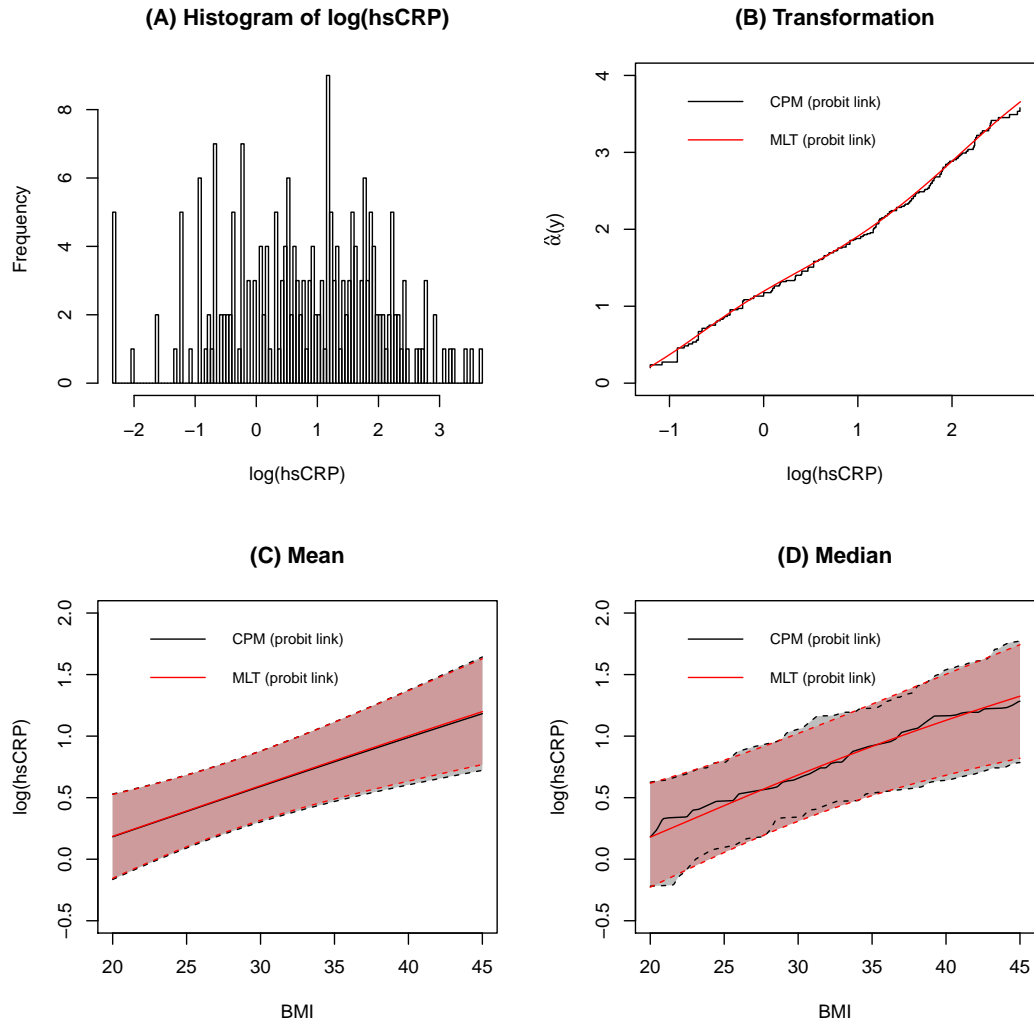 (A) Histogram of log(hsCRP)
Frequency
0 2 4 6 8
−2 −1 0 1 2 3
log(hsCRP)
(B) Transformation
CPM (probit link)
MLT (probit link)
α̂(y)
0 1 2 3 4
−1 0 1 2
log(hsCRP)
(C) Mean
CPM (probit link)
MLT (probit link)
log(hsCRP)
−0.5 0.0 0.5 1.0 1.5 2.0
20 25 30 35 40 45
BMI
(D) Median
CPM (probit link)
MLT (probit link)
log(hsCRP)
−0.5 0.0 0.5 1.0 1.5 2.0
20 25 30 35 40 45
BMI